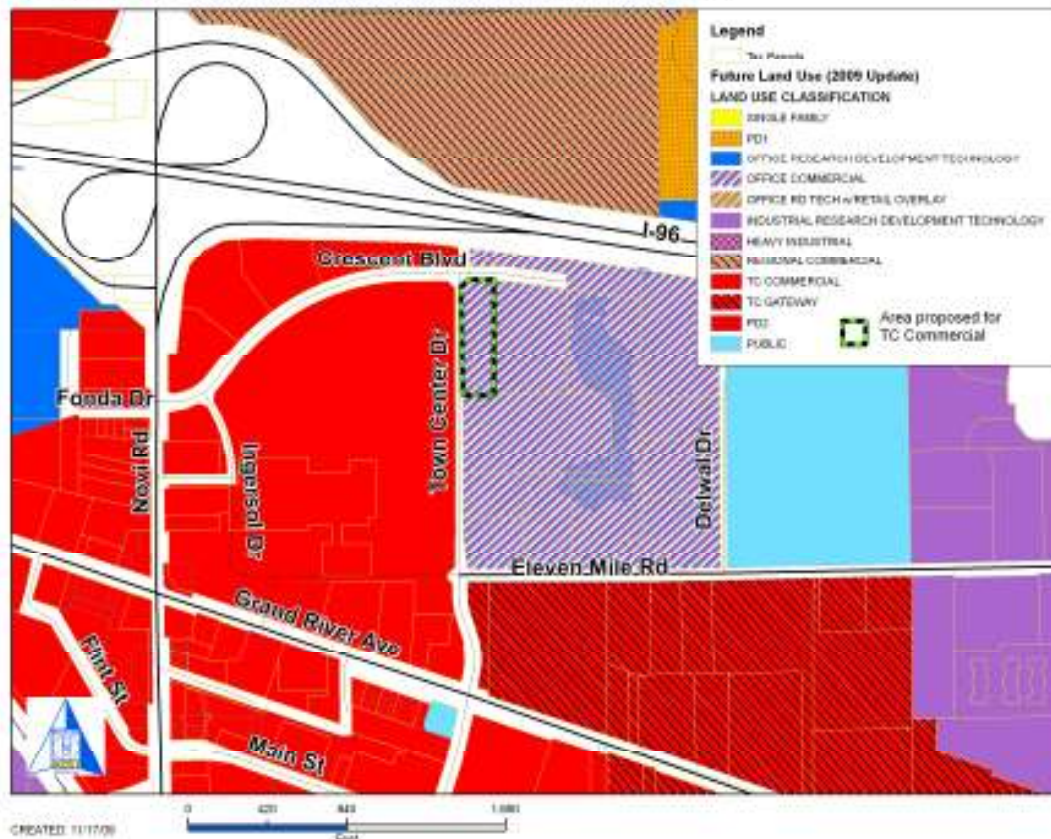 Legend
Tax Parcels
Future Land Use (2009 Update)
LAND USE CLASSIFICATION
SINGLE FAMILY
PD1
OFFICE RESEARCH DEVELOPMENT TECHNOLOGY
OFFICE COMMERCIAL
OFFICE RD TECH w/RETAIL OVERLAY
INDUSTRIAL RESEARCH DEVELOPMENT TECHNOLOGY
HEAVY INDUSTRIAL
REGIONAL COMMERCIAL
TC COMMERCIAL
TC GATEWAY
PD2
PUBLIC
Area proposed for
TC Commercial
I-96
Crescent Blvd
Town Center Dr
Fonda Dr
Novi Rd
Ingersol Dr
Delwal Dr
Eleven Mile Rd
Grand River Ave
Flint St
Main St
0 420 840 1,680
Feet
CREATED: 11/17/09